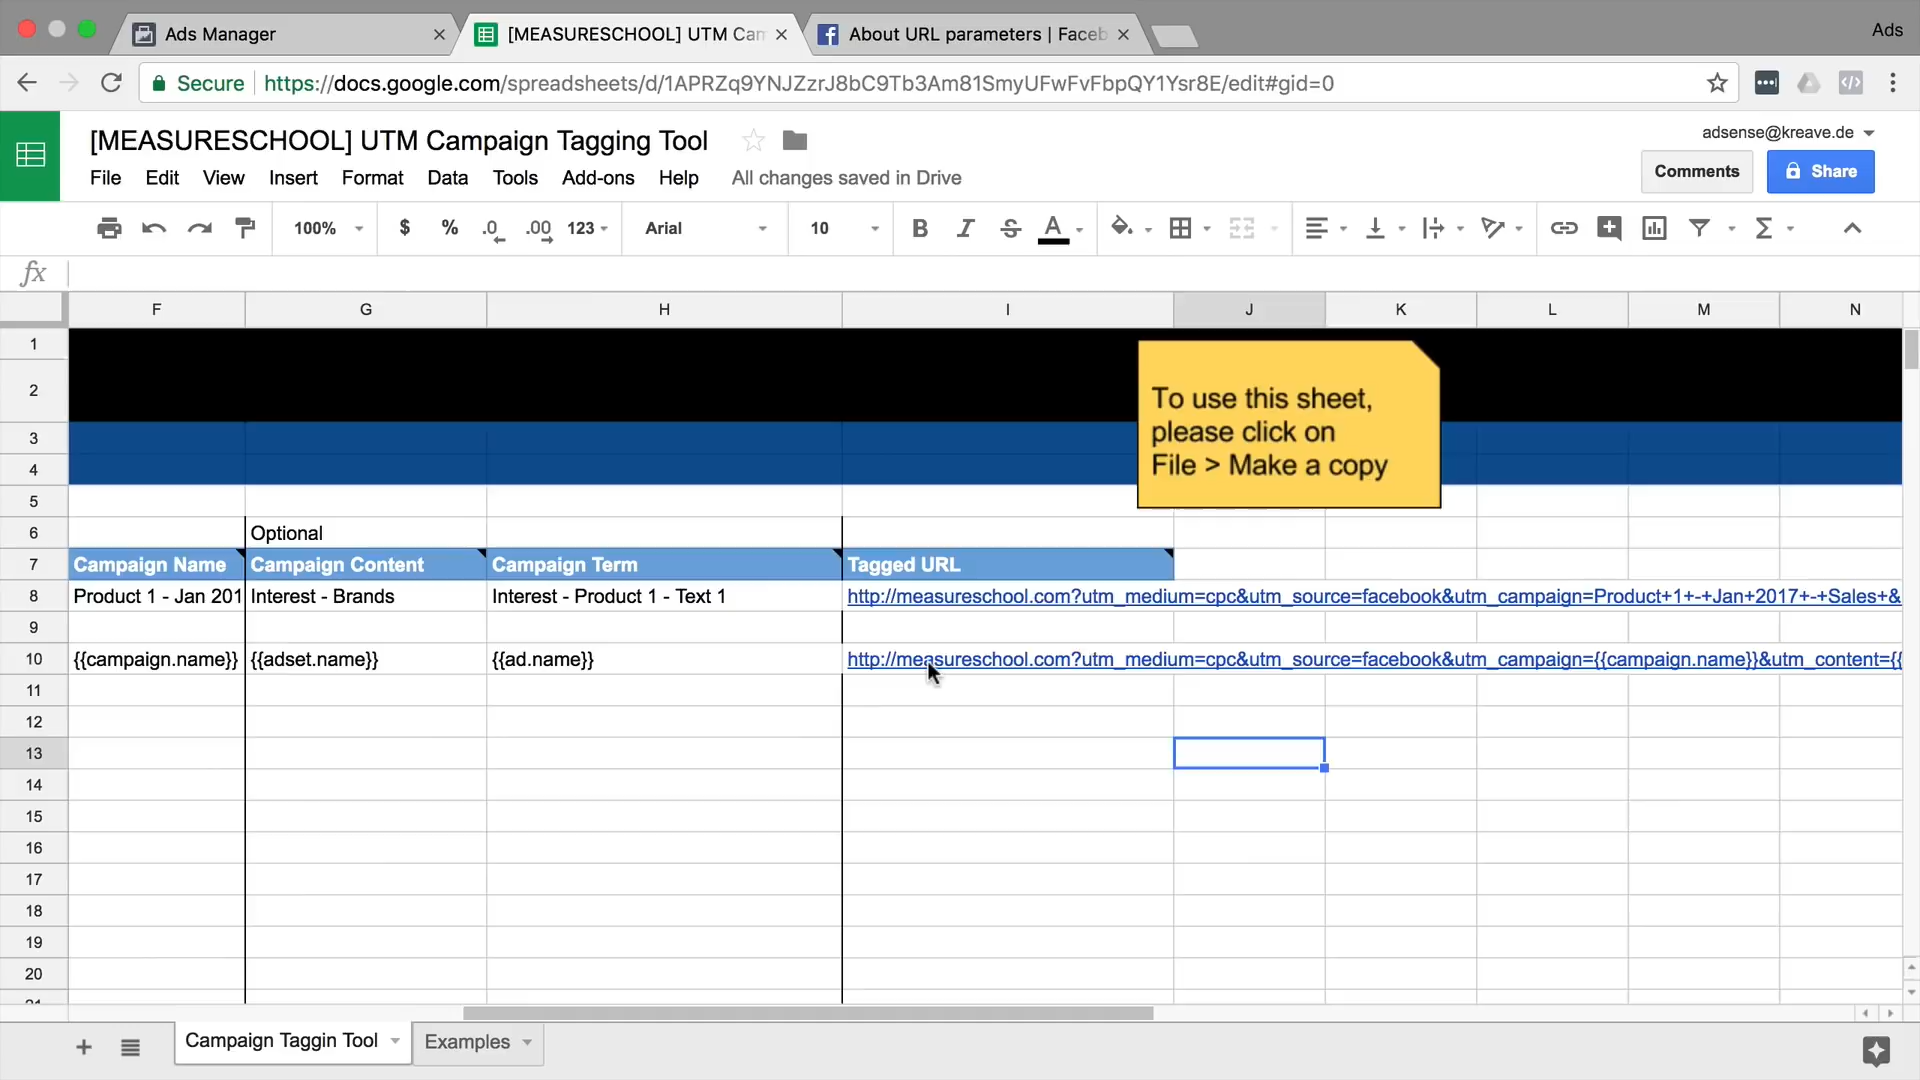 Ads Manager
[MEASURESCHOOL] UTM Cam
About URL parameters | Faceb
Ads
Secure
https://docs.google.com/spreadsheets/d/1APRZq9YNJZzrJ8bC9Tb3Am81SmyUFwFvFbpQY1Ysr8E/edit#gid=0
[MEASURESCHOOL] UTM Campaign Tagging Tool
adsense@kreave.de
File Edit View Insert Format Data Tools Add-ons Help All changes saved in Drive
Comments
Share
100% $ % .0 .00 123 Arial 10 B I S A
fx
F G H I J K L M N
1
2
To use this sheet,
please click on
File > Make a copy
3
4
5
6 Optional
7 Campaign Name Campaign Content Campaign Term Tagged URL
8 Product 1 - Jan 201 Interest - Brands Interest - Product 1 - Text 1 http://measureschool.com?utm_medium=cpc&utm_source=facebook&utm_campaign=Product+1+-+Jan+2017+-+Sales+&
9
10 {{campaign.name}} {{adset.name}} {{ad.name}} http://measureschool.com?utm_medium=cpc&utm_source=facebook&utm_campaign={{campaign.name}}&utm_content={{
11
12
13
14
15
16
17
18
19
20
21
Campaign Taggin Tool
Examples